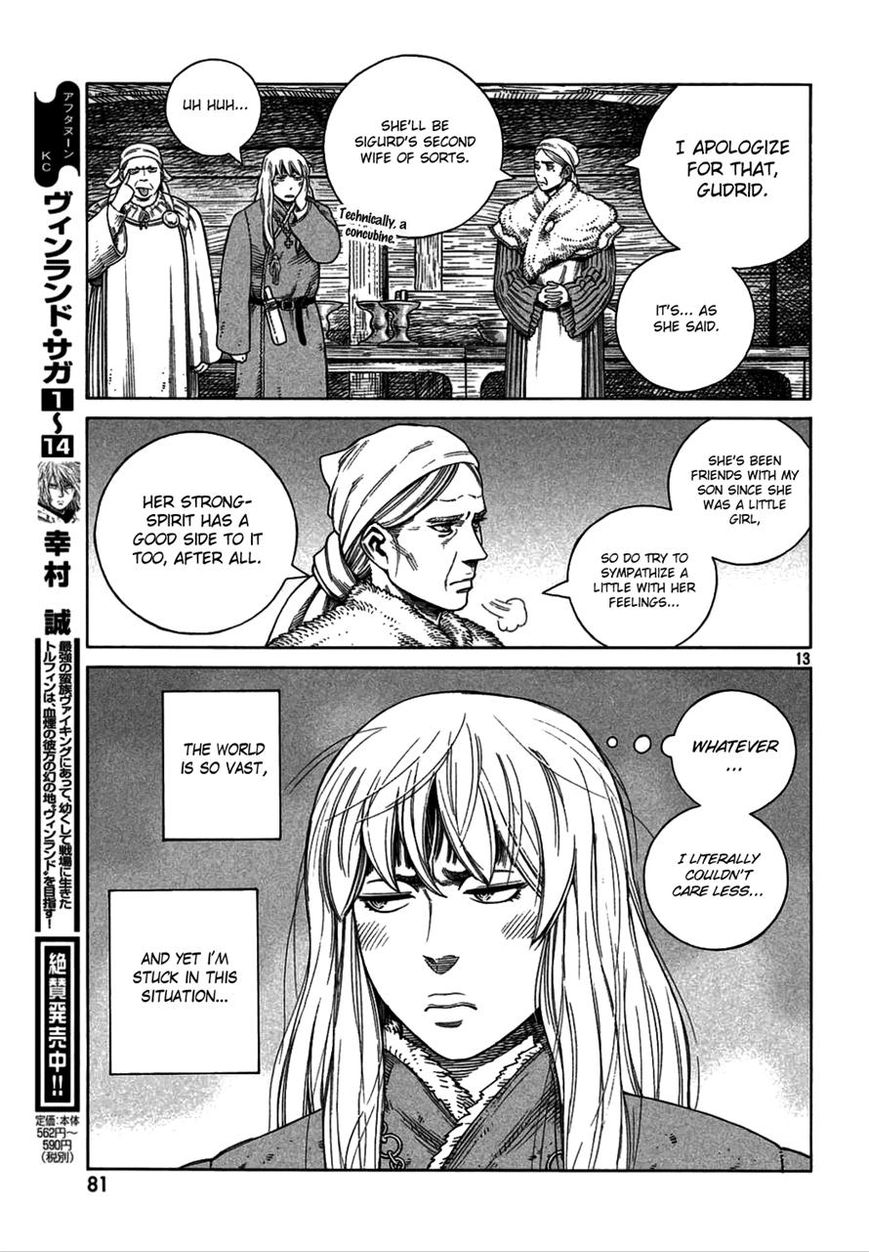 I APOLOGIZE
FOR THAT,
GUDRID.
IT'S... AS
SHE SAID.
SHE'LL BE
SIGURD'S SECOND
WIFE OF SORTS.
Technically, a
concubine.
UH HUH...
SHE'S BEEN
FRIENDS WITH MY
SON SINCE SHE
WAS A LITTLE
GIRL,
SO DO TRY TO
SYMPATHIZE A
LITTLE WITH HER
FEELINGS...
HER STRONG-
SPIRIT HAS A
GOOD SIDE TO IT
TOO, AFTER ALL.
13
WHATEVER
...
I LITERALLY
COULDN'T
CARE LESS...
THE WORLD
IS SO VAST,
AND YET I'M
STUCK IN THIS
SITUATION...
アフタヌーン
KC
ヴィンランド・サガ
1
〜
14
幸村 誠
最強の蛮族ヴァイキングにあって、幼くして戦場に生きた
トルフィンは、血煙の彼方の幻の地“ヴィンランド”を目指す!
絶賛発売中!!
定価:本体
562円〜
590円
(税別)
81